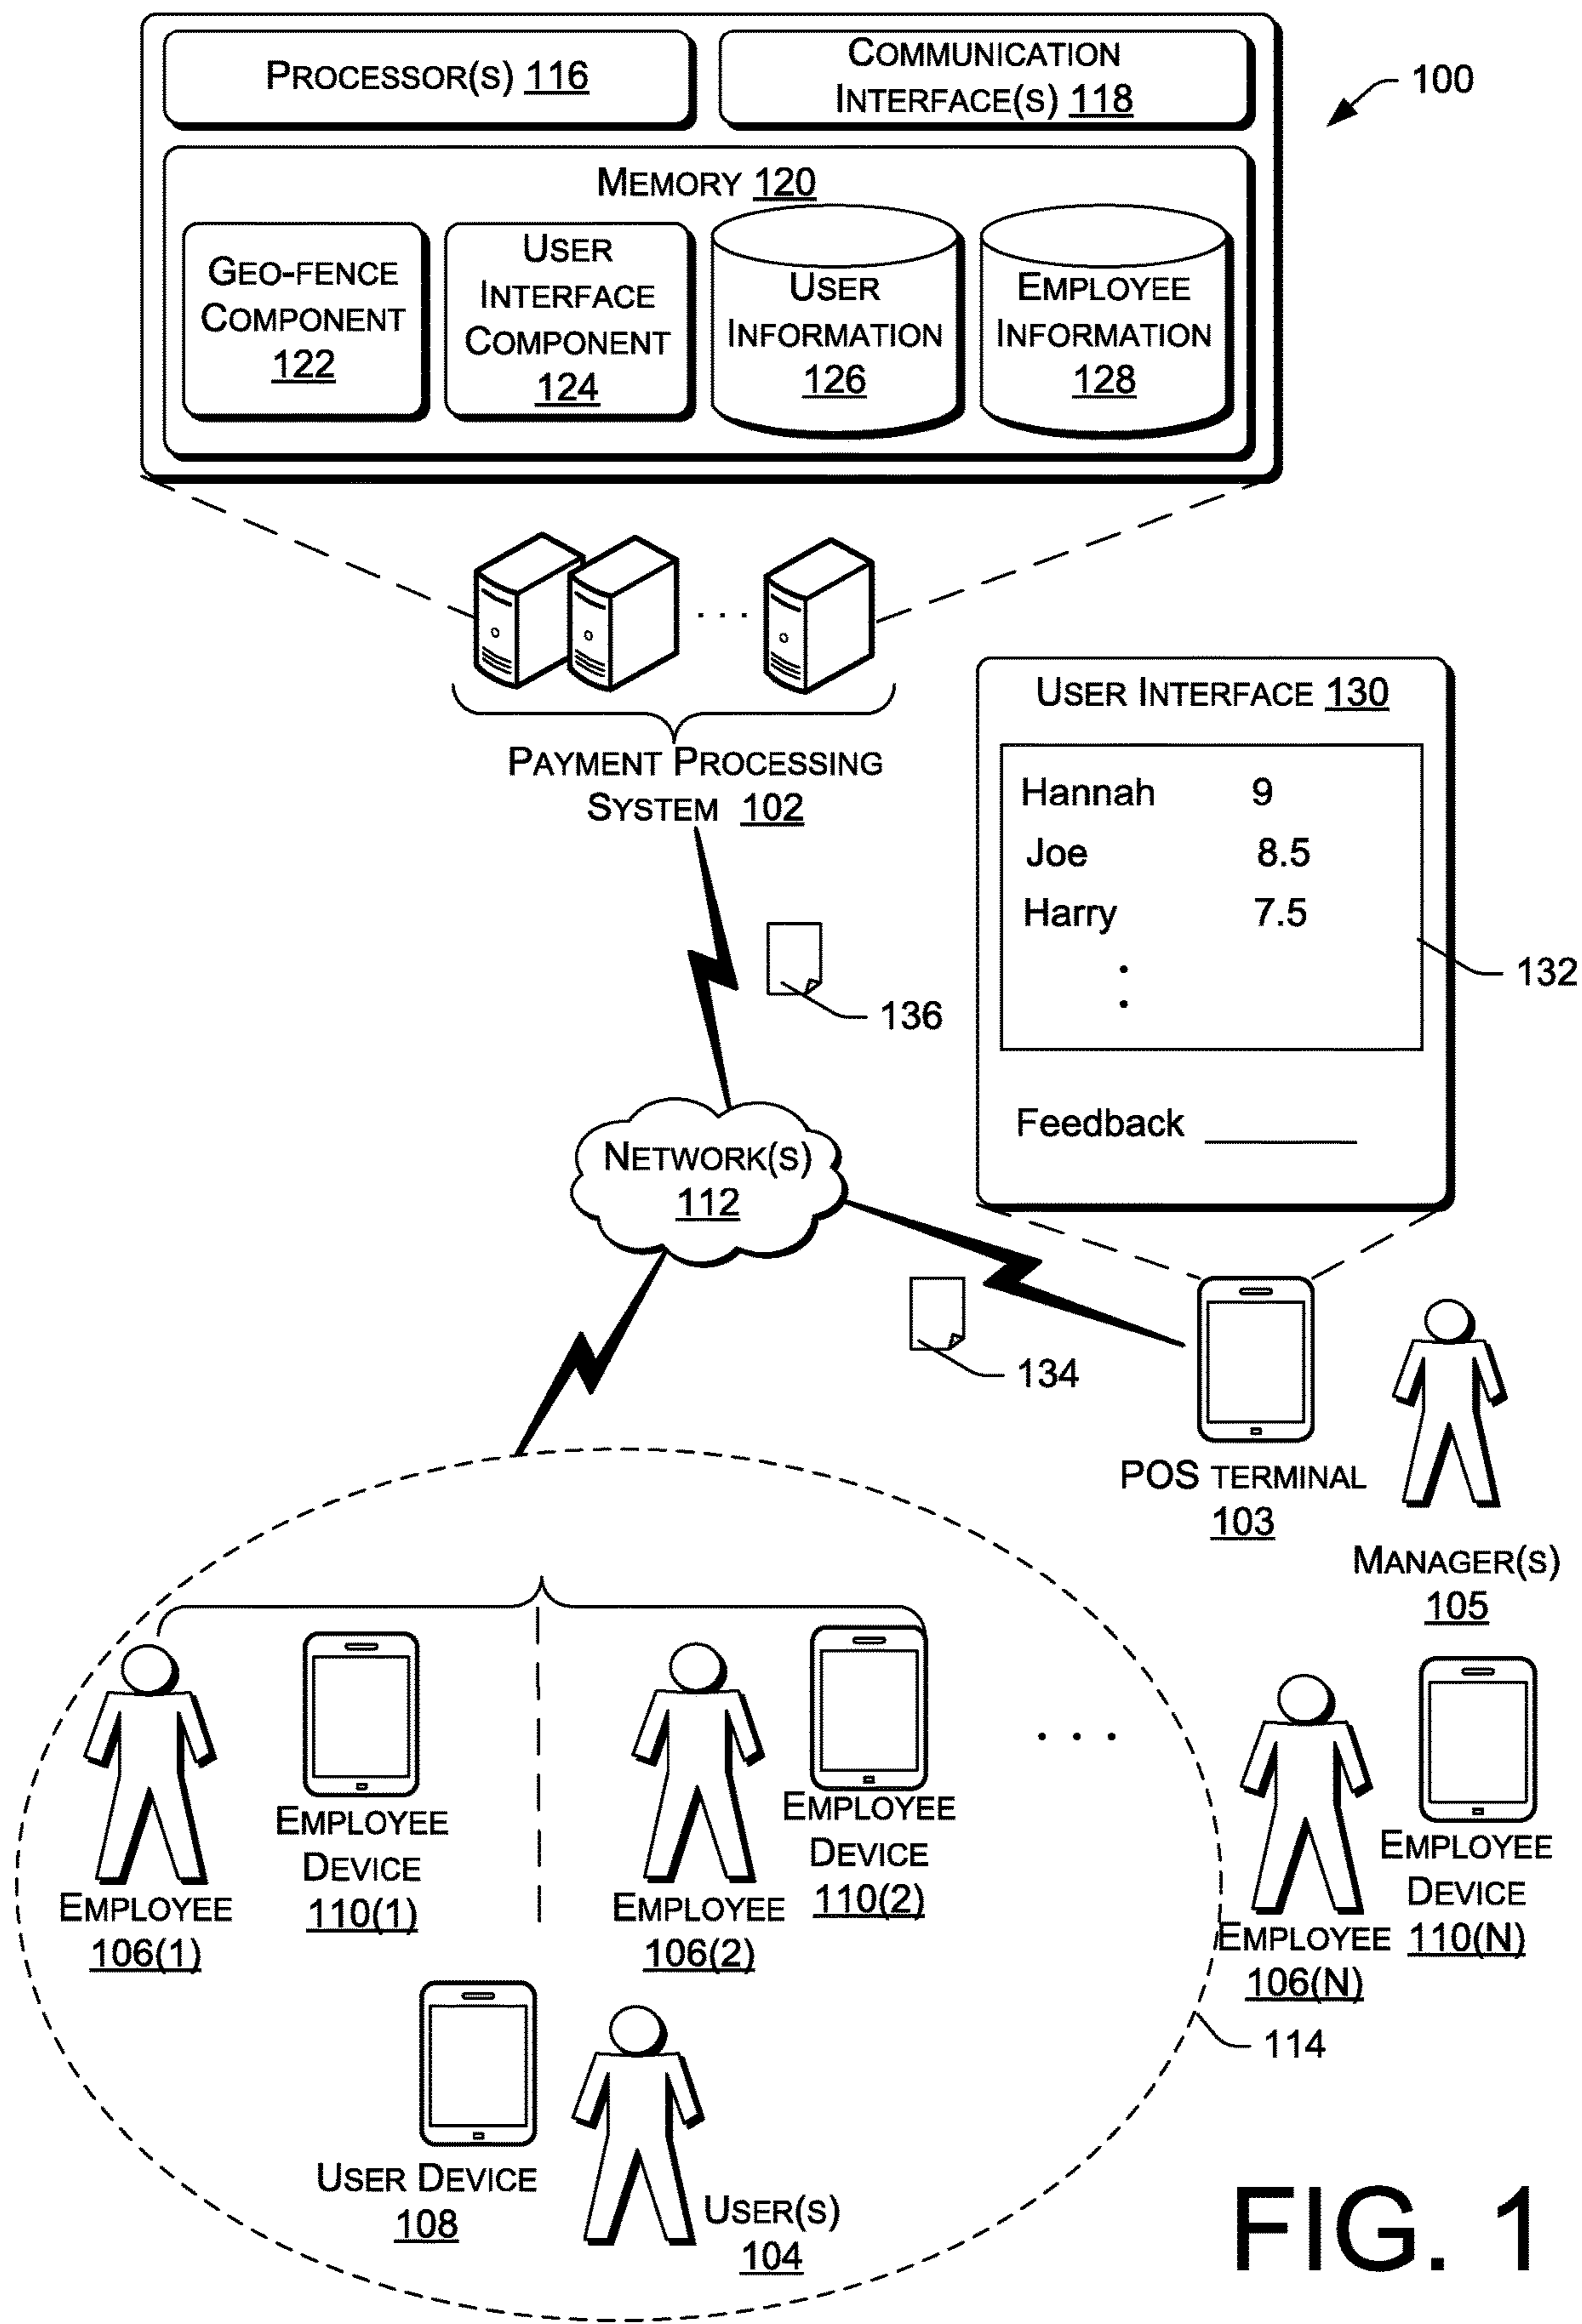 PROCESSOR(S) 116
COMMUNICATION
INTERFACE(S) 118
100
MEMORY 120
GEO-FENCE
COMPONENT
122
USER
INTERFACE
COMPONENT
124
USER
INFORMATION
126
EMPLOYEE
INFORMATION
128
PAYMENT PROCESSING
SYSTEM 102
USER INTERFACE 130
Hannah 9
Joe 8.5
Harry 7.5
132
Feedback
136
NETWORK(S)
112
134
POS TERMINAL
103
MANAGER(S)
105
EMPLOYEE
106(1)
EMPLOYEE
DEVICE
110(1)
EMPLOYEE
106(2)
EMPLOYEE
DEVICE
110(2)
EMPLOYEE
106(N)
EMPLOYEE
DEVICE
110(N)
114
USER DEVICE
108
USER(S)
104
FIG. 1